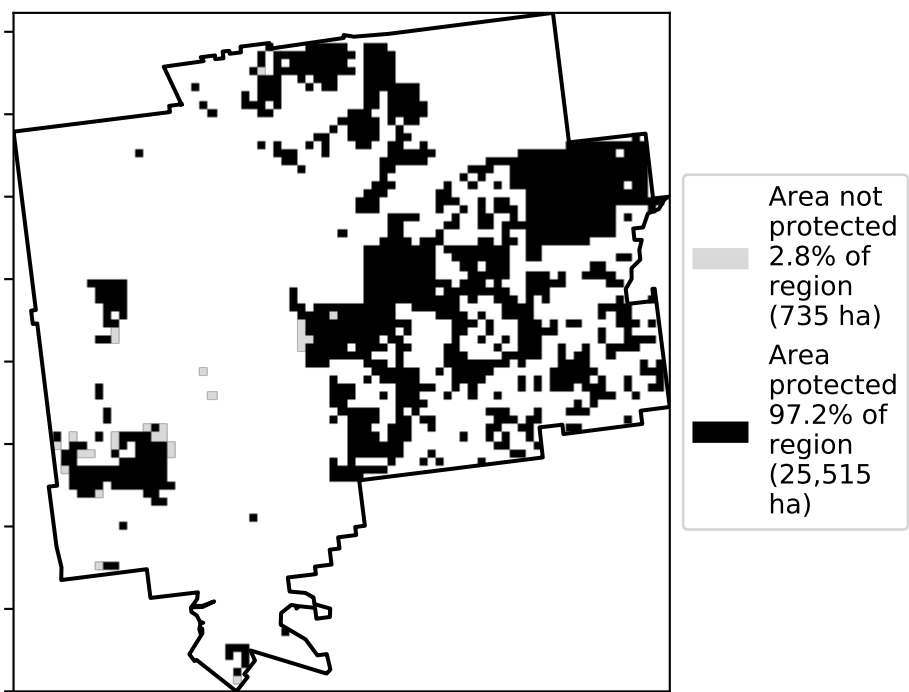 Area not
protected
2.8% of
region
(735 ha)
Area
protected
97.2% of
region
(25,515
ha)